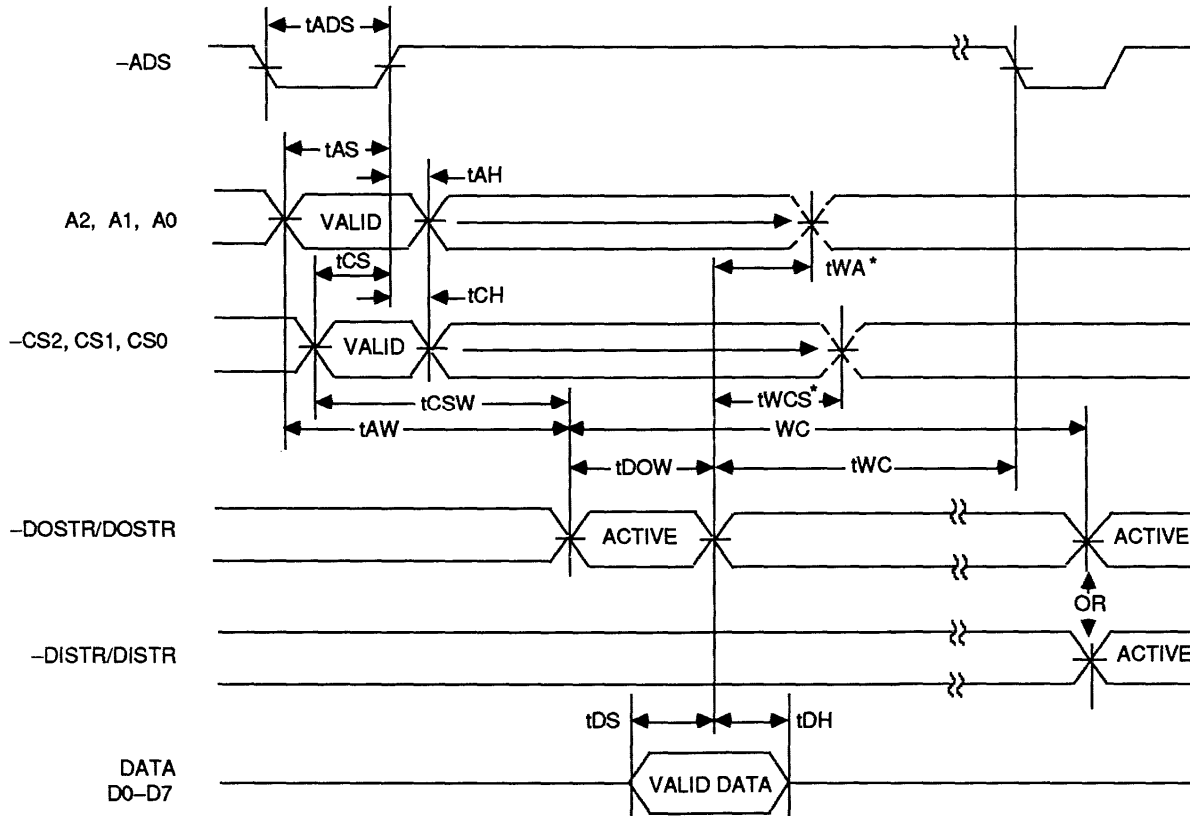 tADS
–ADS
tAS
tAH
A2, A1, A0
VALID
tCS
tWA*
tCH
–CS2, CS1, CS0
VALID
tCSW
tWCS*
tAW
WC
tDOW
tWC
–DOSTR/DOSTR
ACTIVE
ACTIVE
OR
–DISTR/DISTR
ACTIVE
tDS
tDH
DATA
D0–D7
VALID DATA